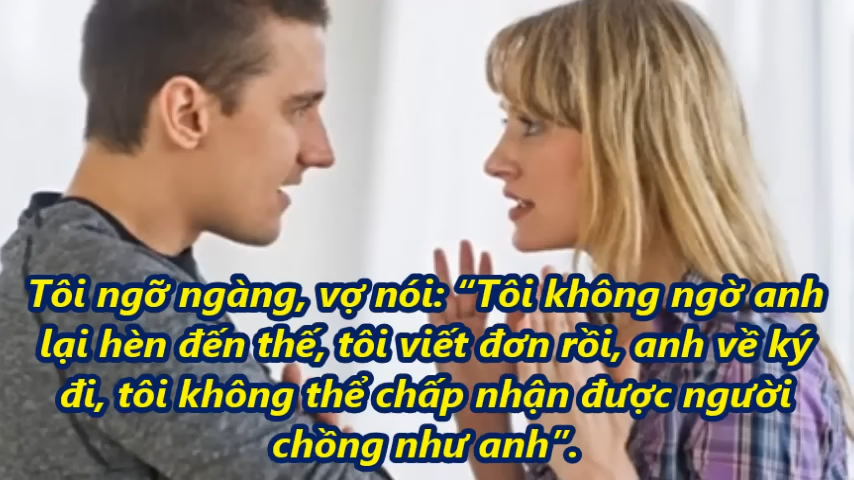 Tôi ngỡ ngàng, vợ nói: “Tôi không ngờ anh
lại hèn đến thế, tôi viết đơn rồi, anh về ký
đi, tôi không thể chấp nhận được người
chồng như anh”.